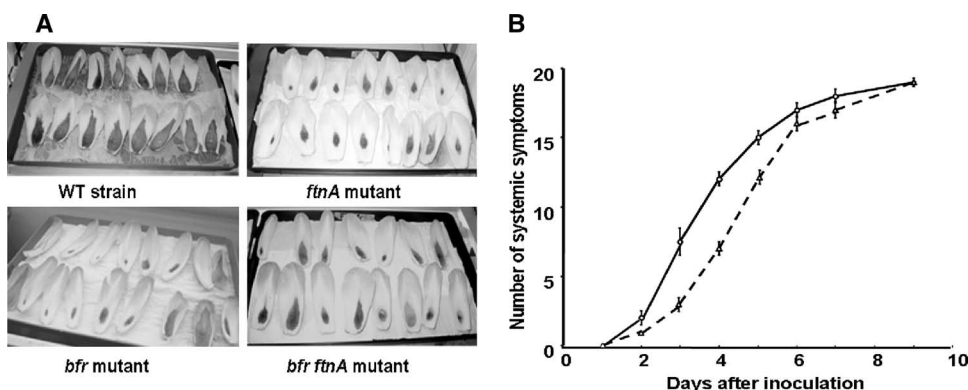 A
WT strain
ftnA mutant
bfr mutant
bfr ftnA mutant
B
Number of systemic symptoms
20
15
10
5
0
0 2 4 6 8 10
Days after inoculation